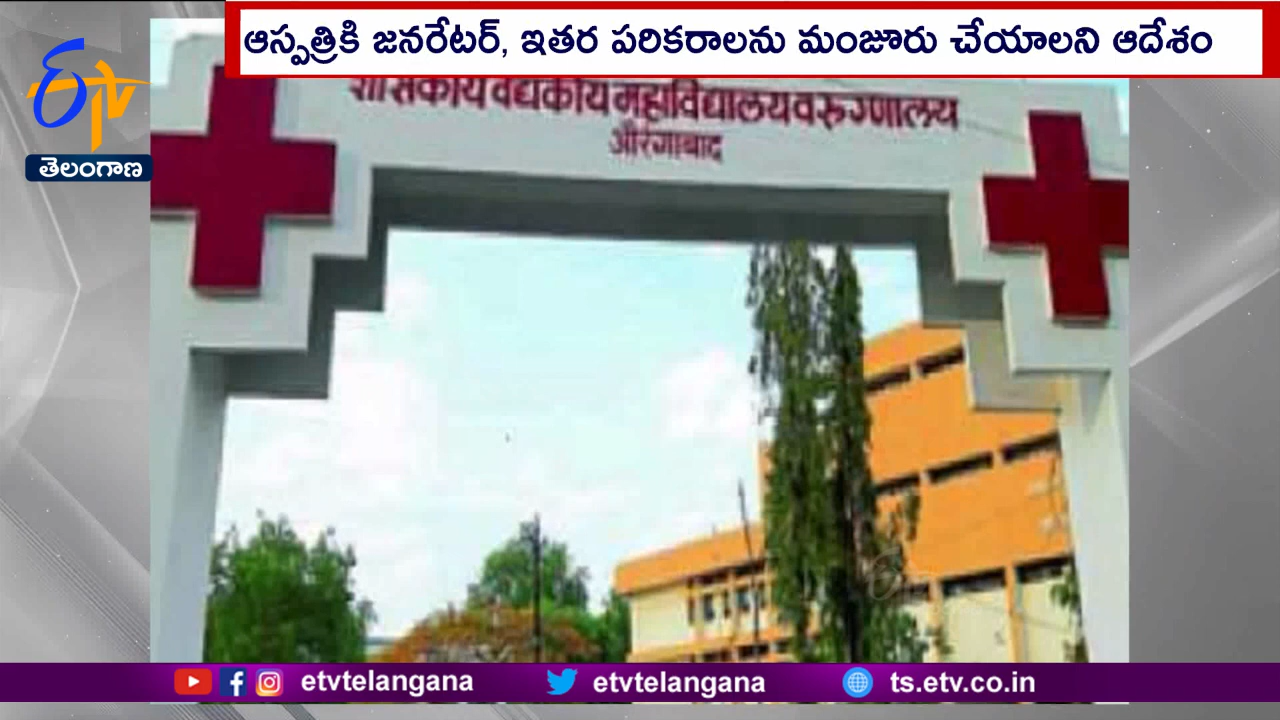 ఆస్పత్రికి జనరేటర్, ఇతర పరికరాలను మంజూరు చేయాలని ఆదేశం
ETV
తెలంగాణ
शासकीय वैद्यकीय महाविद्यालय व रुग्णालय
औरंगाबाद
etvtelangana
etvtelangana
ts.etv.co.in